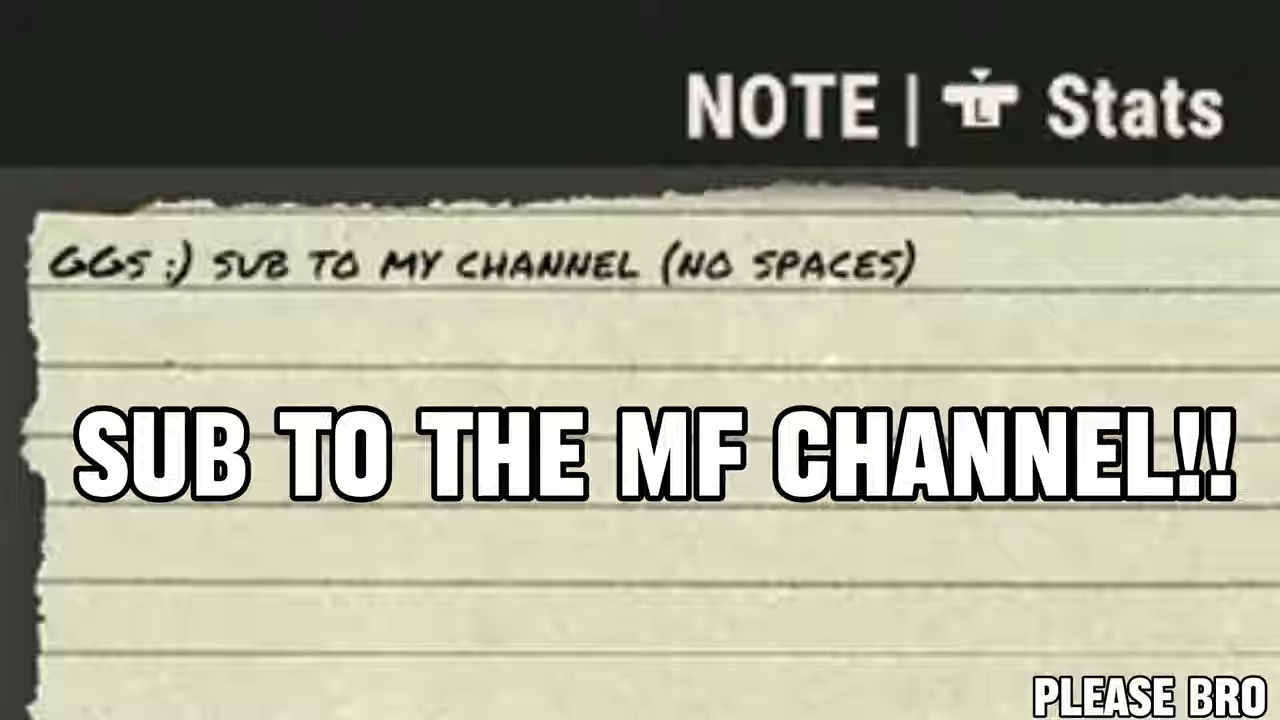 NOTE | L Stats
GGS :) SUB TO MY CHANNEL (NO SPACES)
SUB TO THE MF CHANNEL!!
PLEASE BRO